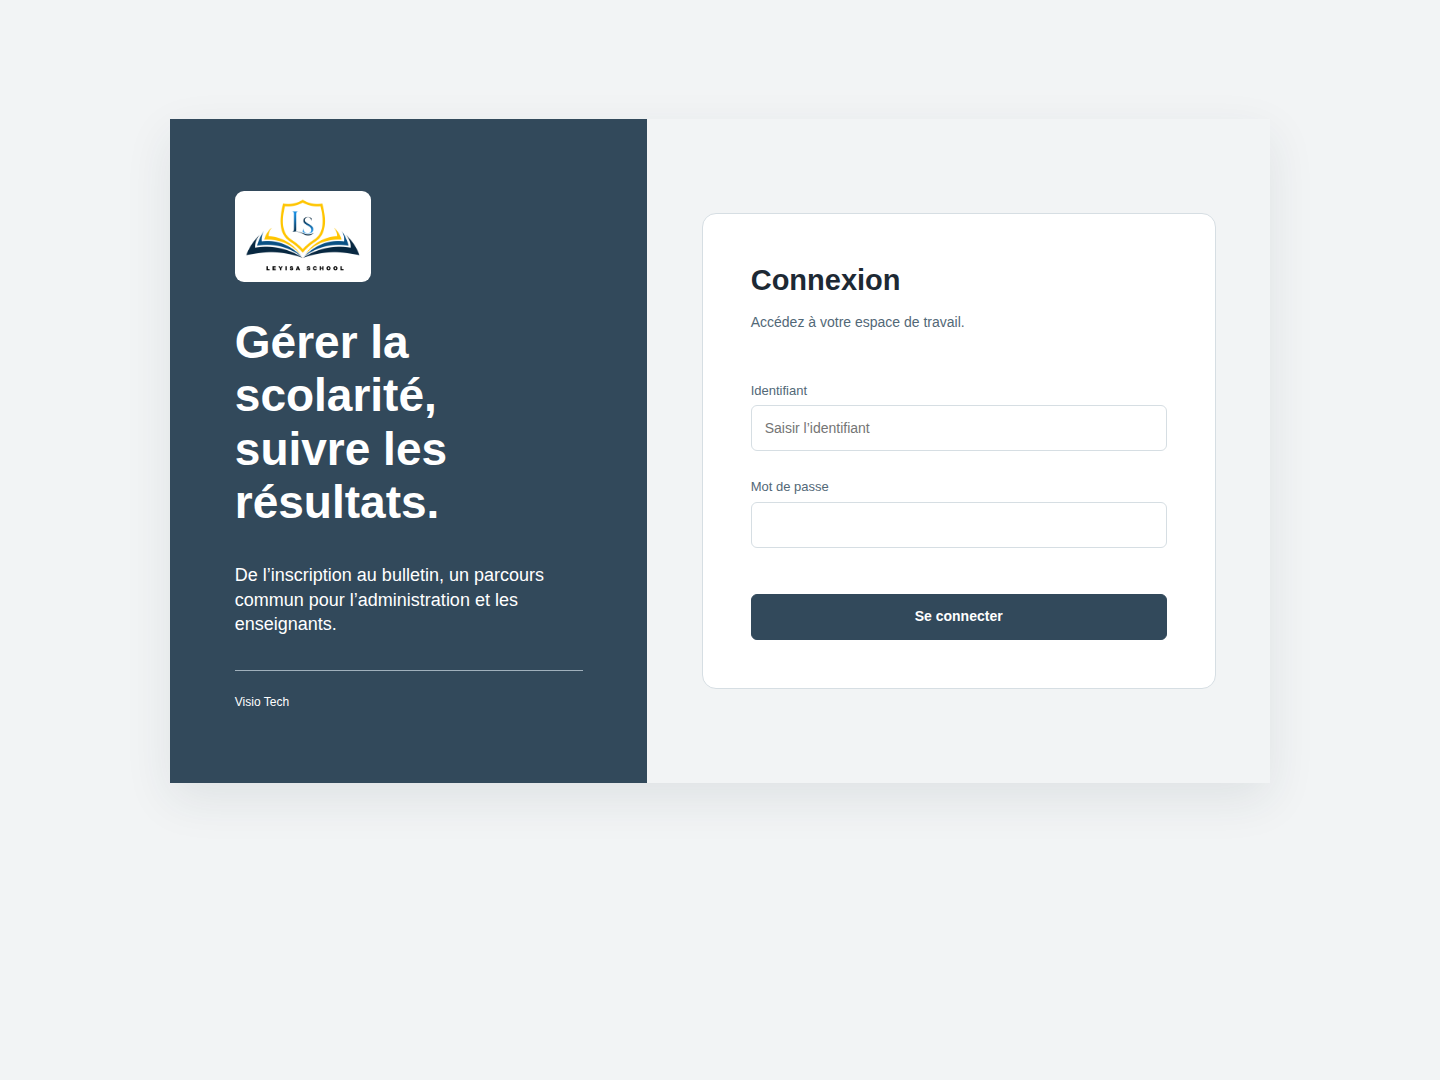 LS
LEYISA SCHOOL
Gérer la
scolarité,
suivre les
résultats.
De l’inscription au bulletin, un parcours
commun pour l’administration et les
enseignants.
Visio Tech
Connexion
Accédez à votre espace de travail.
Identifiant
Saisir l’identifiant
Mot de passe
Se connecter